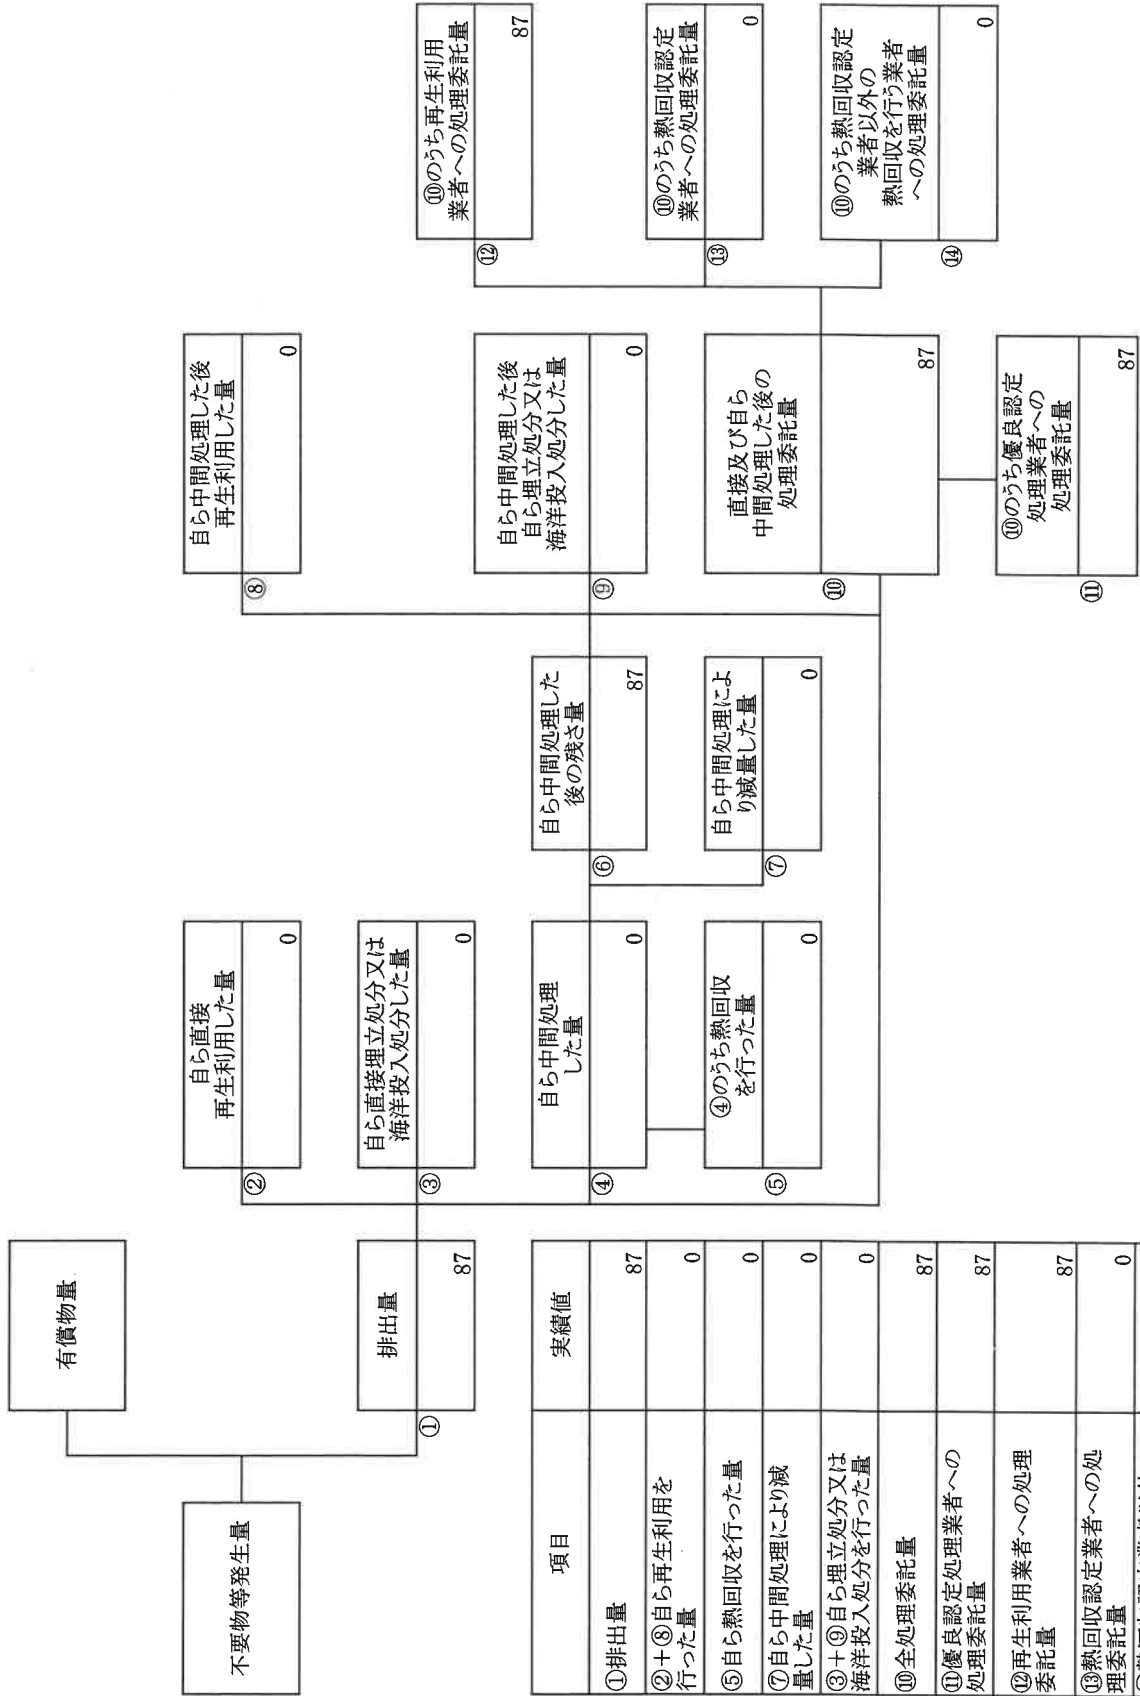 不要物等発生量
有償物量
排出量
①
87
自ら直接
再生利用した量
②
0
自ら直接埋立処分又は
海洋投入処分した量
③
0
自ら中間処理
した量
④
0
④のうち熱回収
を行った量
⑤
0
自ら中間処理した
後の残さ量
⑥
87
自ら中間処理によ
り減量した量
⑦
0
自ら中間処理した後
再生利用した量
⑧
0
自ら中間処理した後
自ら埋立処分又は
海洋投入処分した量
⑨
0
直接及び自ら
中間処理した後の
処理委託量
⑩
87
⑩のうち優良認定
処理業者への
処理委託量
⑪
87
⑩のうち再生利用
業者への処理委託量
⑫
87
⑩のうち熱回収認定
業者への処理委託量
⑬
0
⑩のうち熱回収認定
業者以外の
熱回収を行う業者
への処理委託量
⑭
0
項目 実績値
①排出量 87
②+⑧自ら再生利用を
行った量 0
⑤自ら熱回収を行った量 0
⑦自ら中間処理により減
量した量 0
③+⑨自ら埋立処分又は
海洋投入処分を行った量 0
⑩全処理委託量 87
⑪優良認定処理業者への
処理委託量 87
⑫再生利用業者への処理
委託量 87
⑬熱回収認定業者への処
理委託量 0